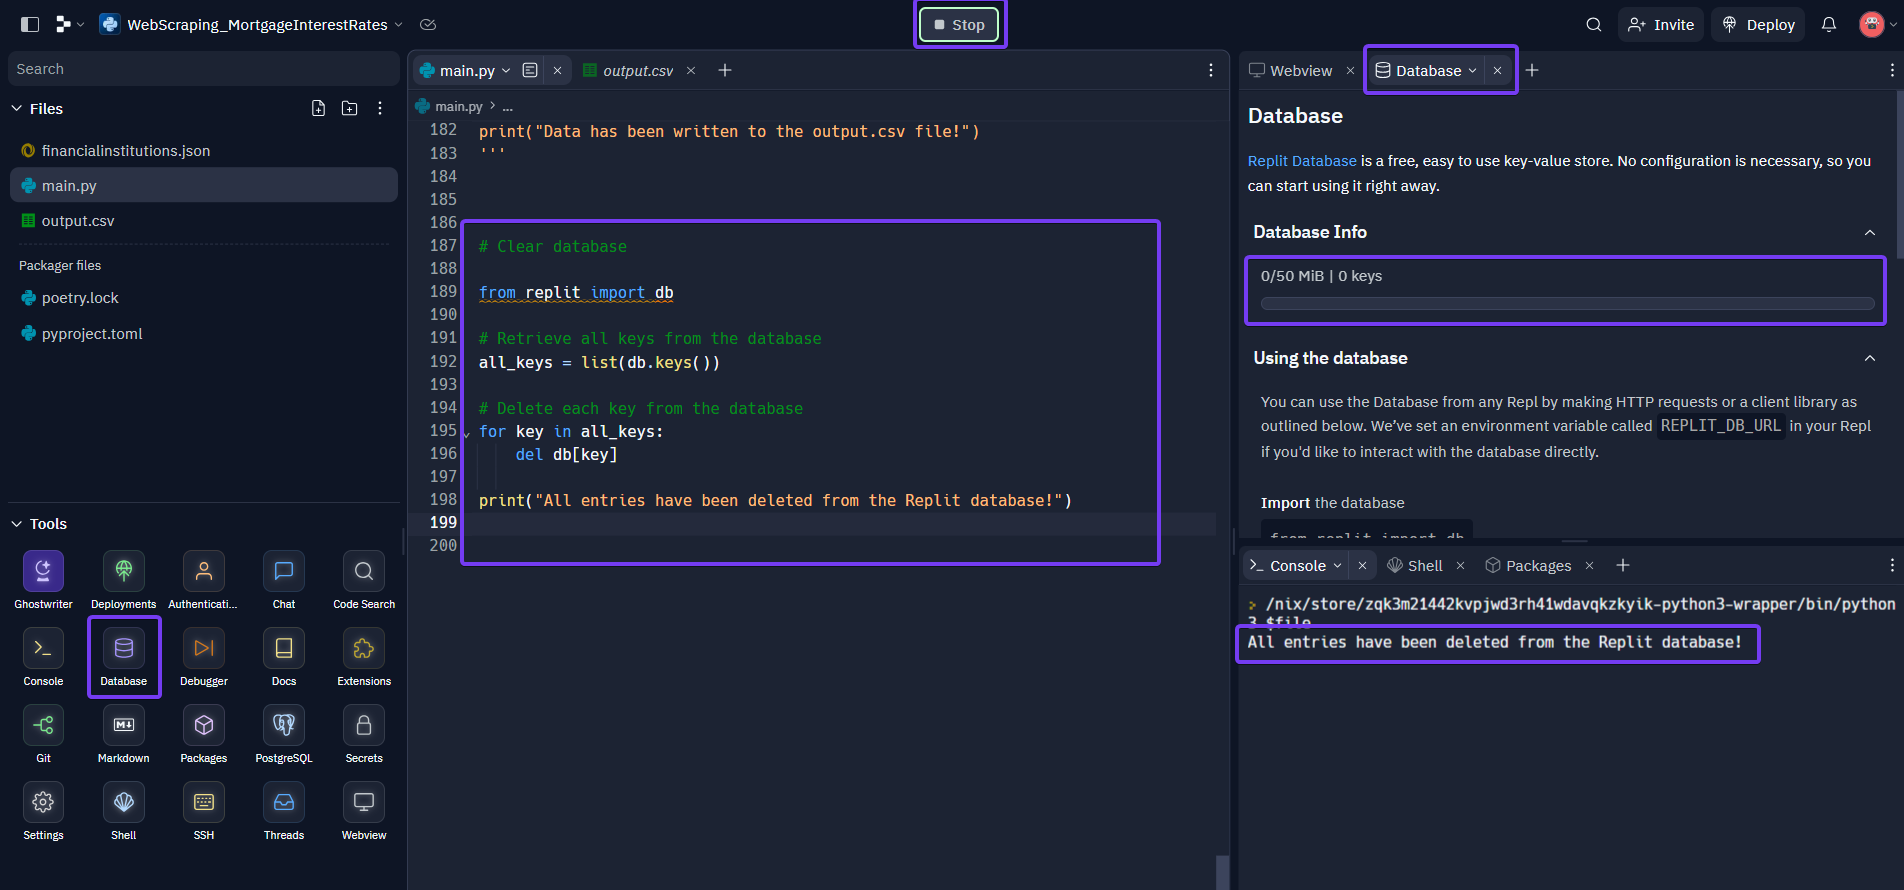 WebScraping_MortgageInterestRates
Stop
Invite
Deploy
Search
Files
financialinstitutions.json
main.py
output.csv
Packager files
poetry.lock
pyproject.toml
Tools
Ghostwriter
Deployments
Authenticati...
Chat
Code Search
Console
Database
Debugger
Docs
Extensions
Git
Markdown
Packages
PostgreSQL
Secrets
Settings
Shell
SSH
Threads
Webview
main.py
output.csv
main.py > ...
182 print("Data has been written to the output.csv file!")
183 '''
184
185
186
187 # Clear database
188
189 from replit import db
190
191 # Retrieve all keys from the database
192 all_keys = list(db.keys())
193
194 # Delete each key from the database
195 for key in all_keys:
196 del db[key]
197
198 print("All entries have been deleted from the Replit database!")
199
200
Webview
Database
Database
Replit Database is a free, easy to use key-value store. No configuration is necessary, so you
can start using it right away.
Database Info
0/50 MiB | 0 keys
Using the database
You can use the Database from any Repl by making HTTP requests or a client library as
outlined below. We've set an environment variable called REPLIT_DB_URL in your Repl
if you'd like to interact with the database directly.
Import the database
from replit import db
Console
Shell
Packages
/nix/store/zqk3m21442kvpjwd3rh41wdavqkzkyik-python3-wrapper/bin/python
3 $file
All entries have been deleted from the Replit database!